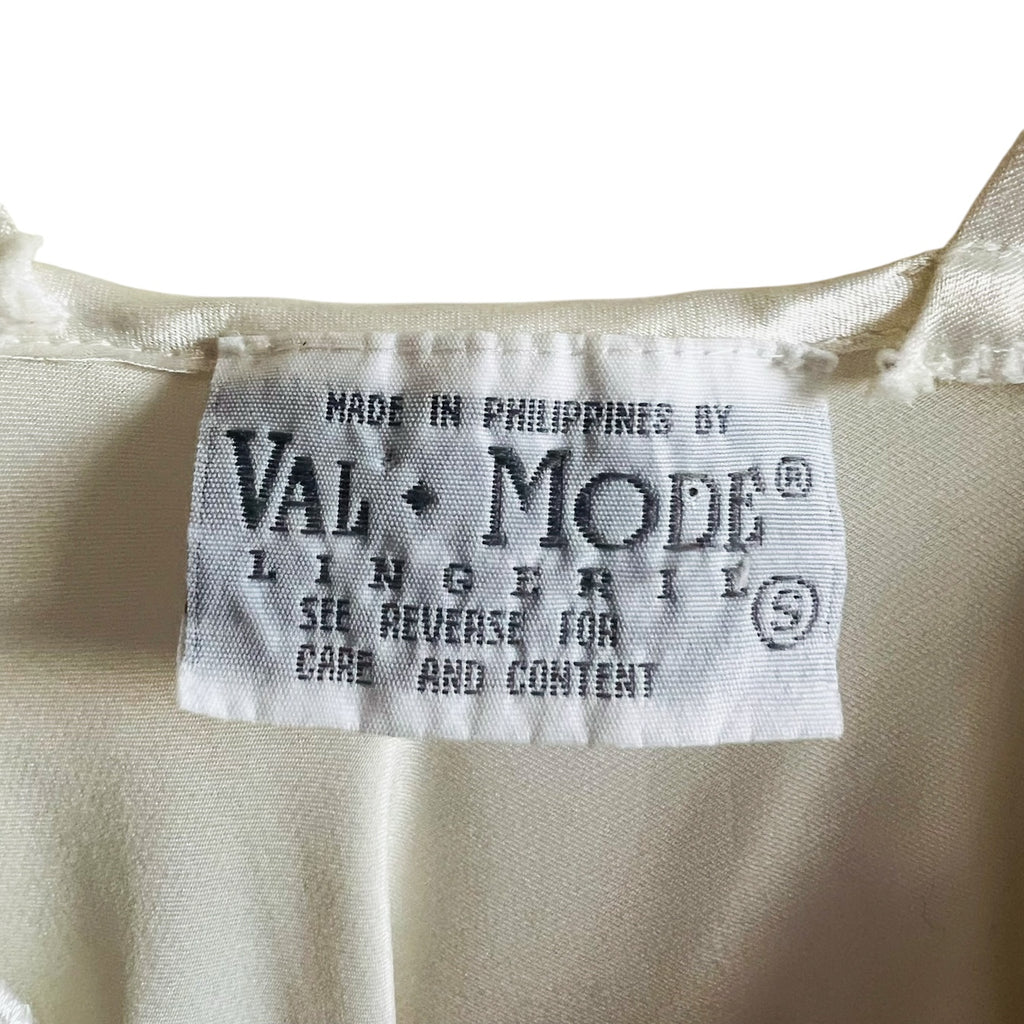 MADE IN PHILIPPINES BY
VAL ◆ MODE®
LINGERIE
Ⓢ
SEE REVERSE FOR
CARE AND CONTENT